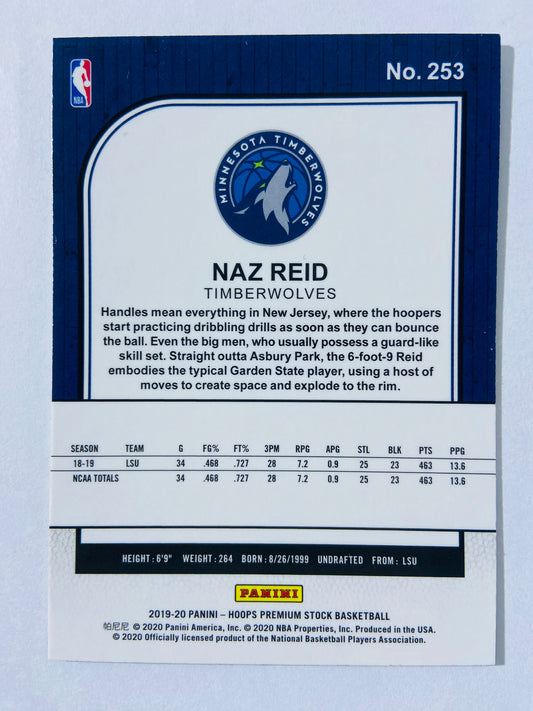 No. 253
NBA
MINNESOTA TIMBERWOLVES
NAZ REID
TIMBERWOLVES
Handles mean everything in New Jersey, where the hoopers
start practicing dribbling drills as soon as they can bounce
the ball. Even the big men, who usually possess a guard-like
skill set. Straight outta Asbury Park, the 6-foot-9 Reid
embodies the typical Garden State player, using a host of
moves to create space and explode to the rim.
SEASON TEAM G FG% FT% 3PM RPG APG STL BLK PTS PPG
18-19 LSU 34 .468 .727 28 7.2 0.9 25 23 463 13.6
NCAA TOTALS 34 .468 .727 28 7.2 0.9 25 23 463 13.6
HEIGHT: 6'9" WEIGHT: 264 BORN: 8/26/1999 UNDRAFTED FROM: LSU
PANINI
2019-20 PANINI – HOOPS PREMIUM STOCK BASKETBALL
帕尼尼 © 2020 Panini America, Inc. © 2020 NBA Properties, Inc. Produced in the USA.
© 2020 Officially licensed product of the National Basketball Players Association.